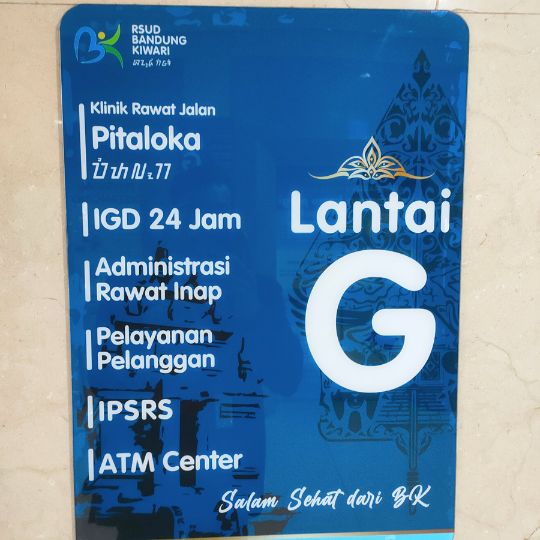 RSUD
BANDUNG
KIWARI
Klinik Rawat Jalan
Pitaloka
IGD 24 Jam
Administrasi
Rawat Inap
Pelayanan
Pelanggan
IPSRS
ATM Center
Lantai
G
Salam Sehat dari BK